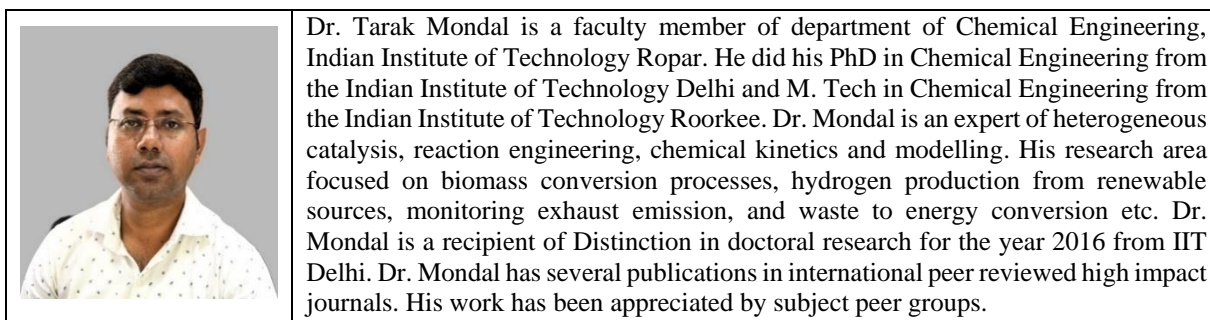 Dr. Tarak Mondal is a faculty member of department of Chemical Engineering,
Indian Institute of Technology Ropar. He did his PhD in Chemical Engineering from
the Indian Institute of Technology Delhi and M. Tech in Chemical Engineering from
the Indian Institute of Technology Roorkee. Dr. Mondal is an expert of heterogeneous
catalysis, reaction engineering, chemical kinetics and modelling. His research area
focused on biomass conversion processes, hydrogen production from renewable
sources, monitoring exhaust emission, and waste to energy conversion etc. Dr.
Mondal is a recipient of Distinction in doctoral research for the year 2016 from IIT
Delhi. Dr. Mondal has several publications in international peer reviewed high impact
journals. His work has been appreciated by subject peer groups.